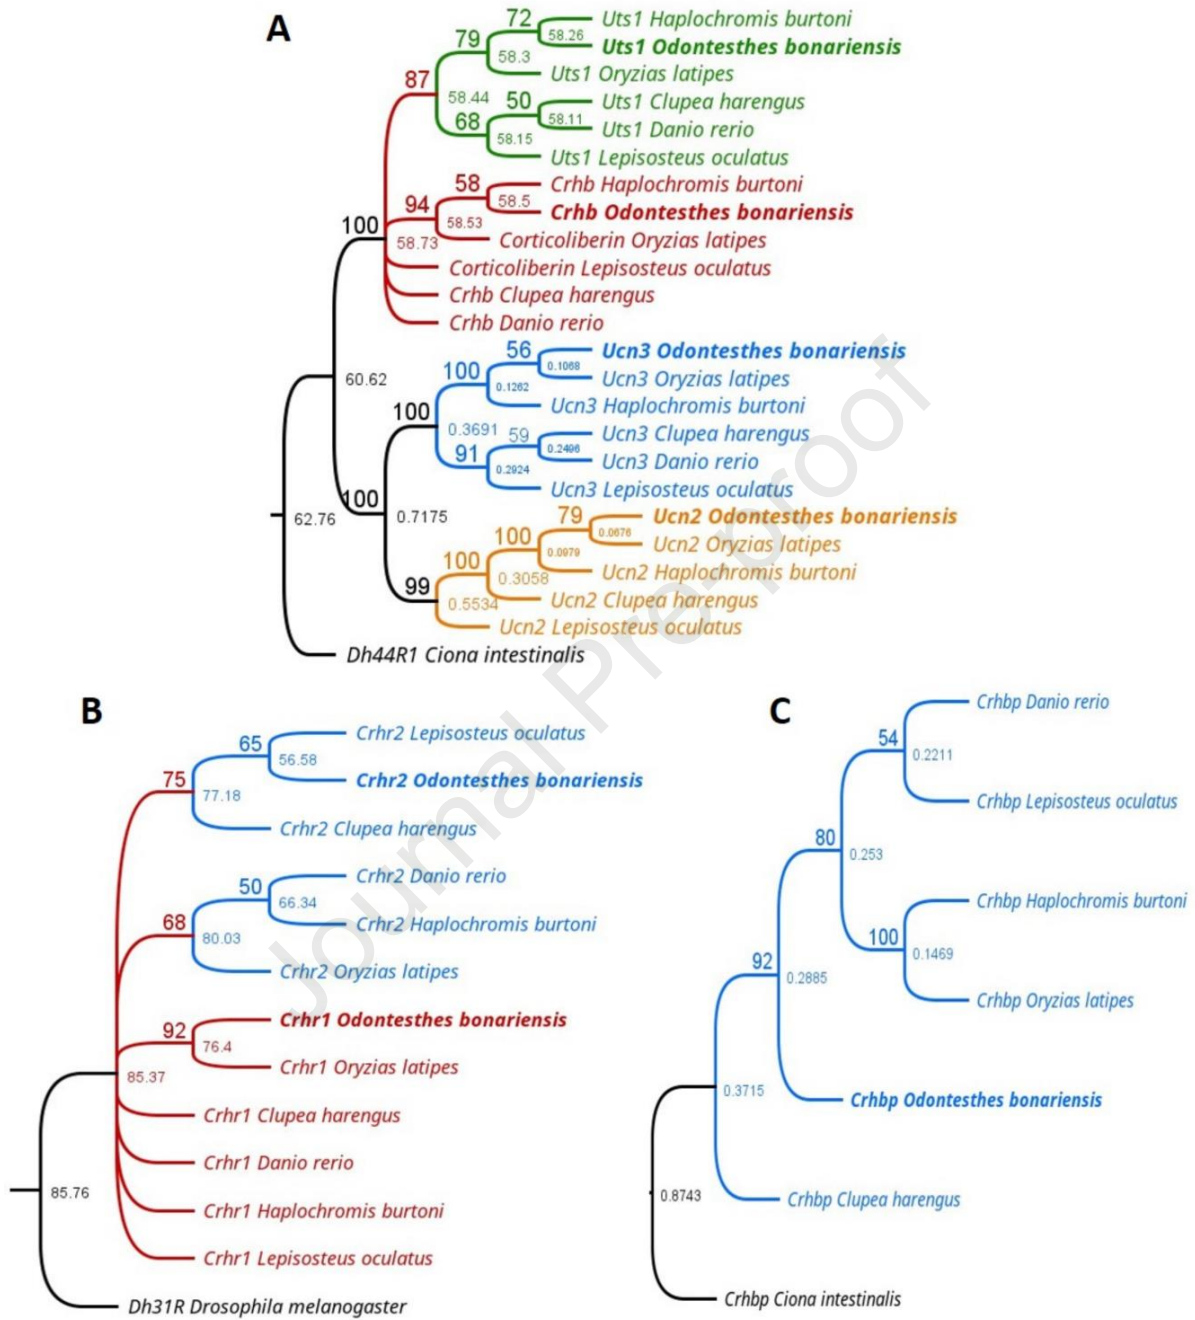 A
72
Uts1 Haplochromis burtoni
58.26
79
Uts1 Odontesthes bonariensis
58.3
Uts1 Oryzias latipes
87
58.44
50
Uts1 Clupea harengus
58.11
68
Uts1 Danio rerio
58.15
Uts1 Lepisosteus oculatus
58
Crhb Haplochromis burtoni
58.5
94
Crhb Odontesthes bonariensis
58.53
100
58.73
Corticoliberin Oryzias latipes
Corticoliberin Lepisosteus oculatus
Crhb Clupea harengus
Crhb Danio rerio
56
Ucn3 Odontesthes bonariensis
0.1068
60.62
100
Ucn3 Oryzias latipes
0.1262
Ucn3 Haplochromis burtoni
100
0.3691
59
Ucn3 Clupea harengus
0.2496
91
Ucn3 Danio rerio
0.2924
Ucn3 Lepisosteus oculatus
100
62.76
0.7175
79
Ucn2 Odontesthes bonariensis
0.0676
100
Ucn2 Oryzias latipes
0.0979
100
Ucn2 Haplochromis burtoni
0.3058
99
0.5534
Ucn2 Clupea harengus
Ucn2 Lepisosteus oculatus
Dh44R1 Ciona intestinalis
B
65
Crhr2 Lepisosteus oculatus
56.58
75
Crhr2 Odontesthes bonariensis
77.18
Crhr2 Clupea harengus
50
Crhr2 Danio rerio
66.34
68
Crhr2 Haplochromis burtoni
80.03
Crhr2 Oryzias latipes
92
Crhr1 Odontesthes bonariensis
76.4
85.37
Crhr1 Oryzias latipes
Crhr1 Clupea harengus
Crhr1 Danio rerio
85.76
Crhr1 Haplochromis burtoni
Crhr1 Lepisosteus oculatus
Dh31R Drosophila melanogaster
C
Crhbp Danio rerio
54
0.2211
Crhbp Lepisosteus oculatus
80
0.253
Crhbp Haplochromis burtoni
100
0.1469
92
0.2885
Crhbp Oryzias latipes
0.3715
Crhbp Odontesthes bonariensis
0.8743
Crhbp Clupea harengus
Crhbp Ciona intestinalis
Journal Pre-proof